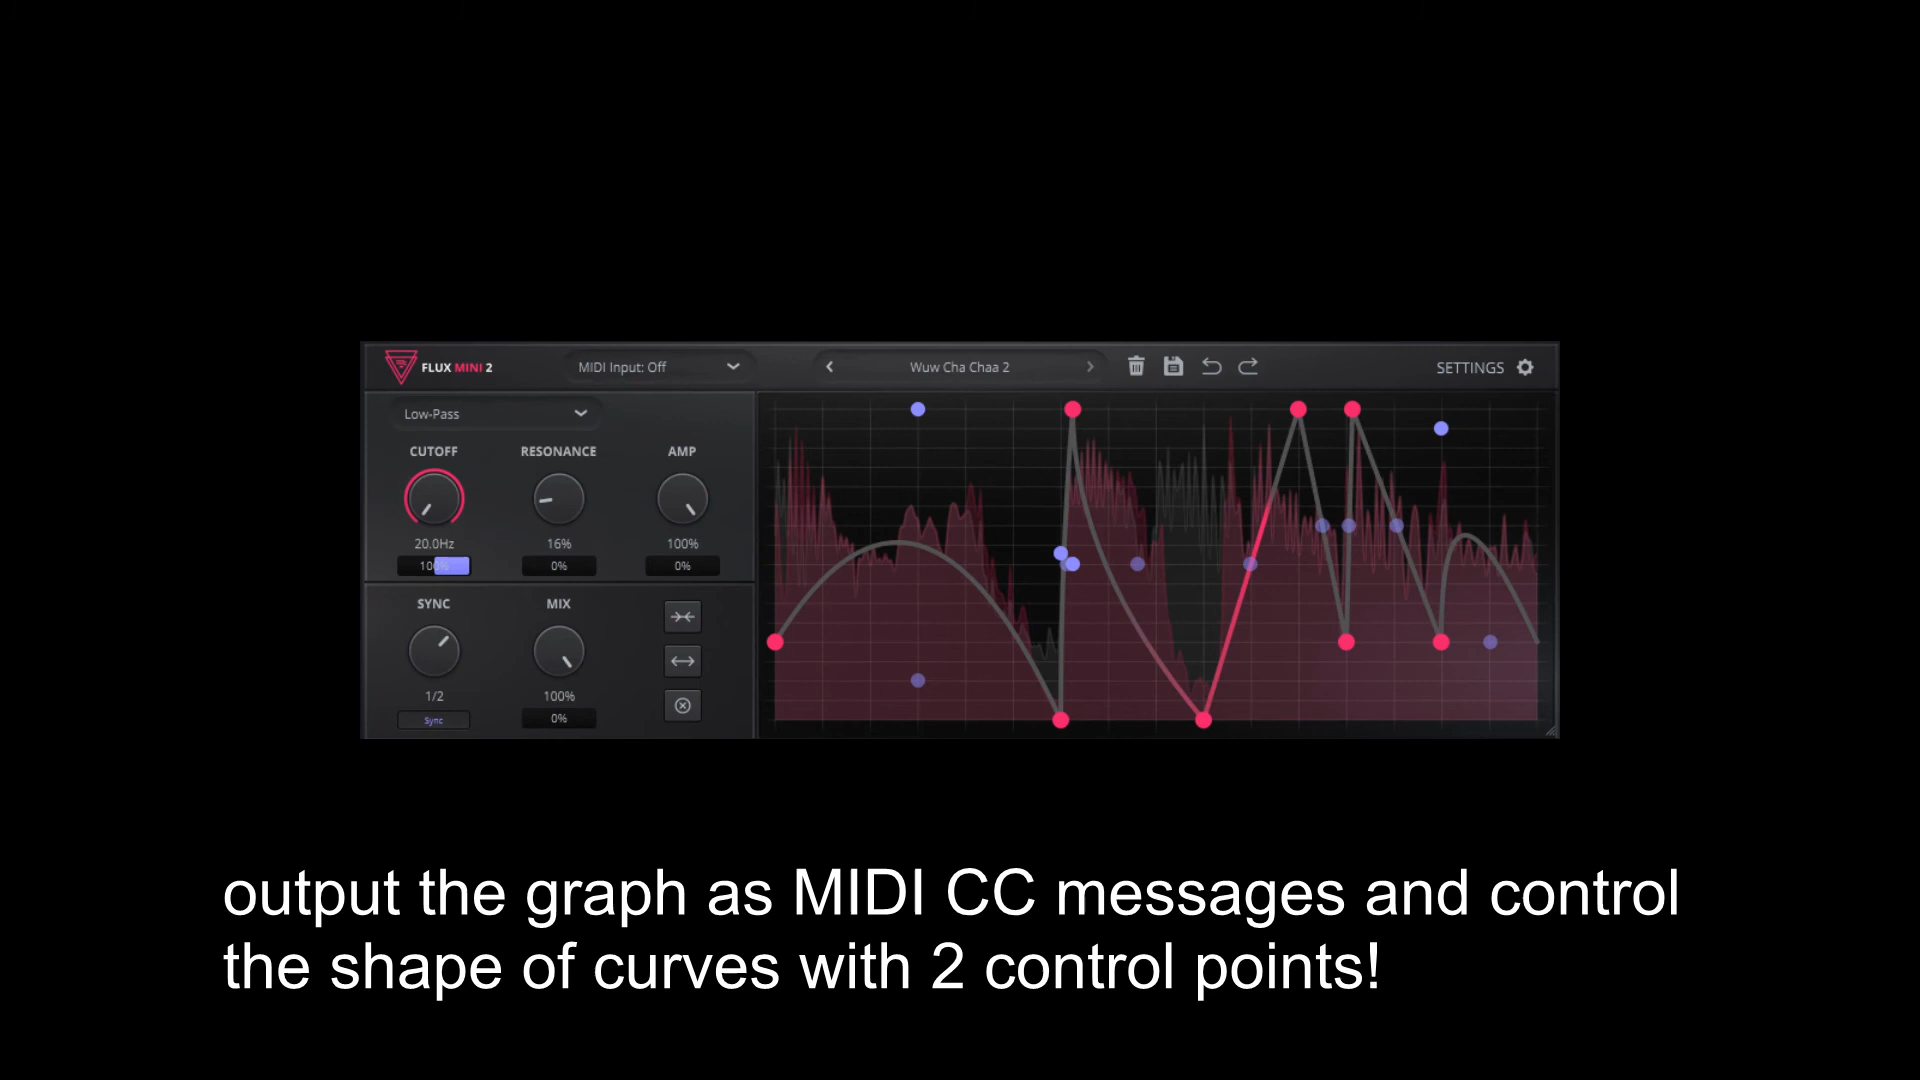 FLUX MINI 2
MIDI Input: Off
Wuw Cha Chaa 2
SETTINGS
Low-Pass
CUTOFF RESONANCE AMP
20.0Hz 16% 100%
100% 0% 0%
SYNC MIX
1/2 100%
Sync 0%
output the graph as MIDI CC messages and control
the shape of curves with 2 control points!